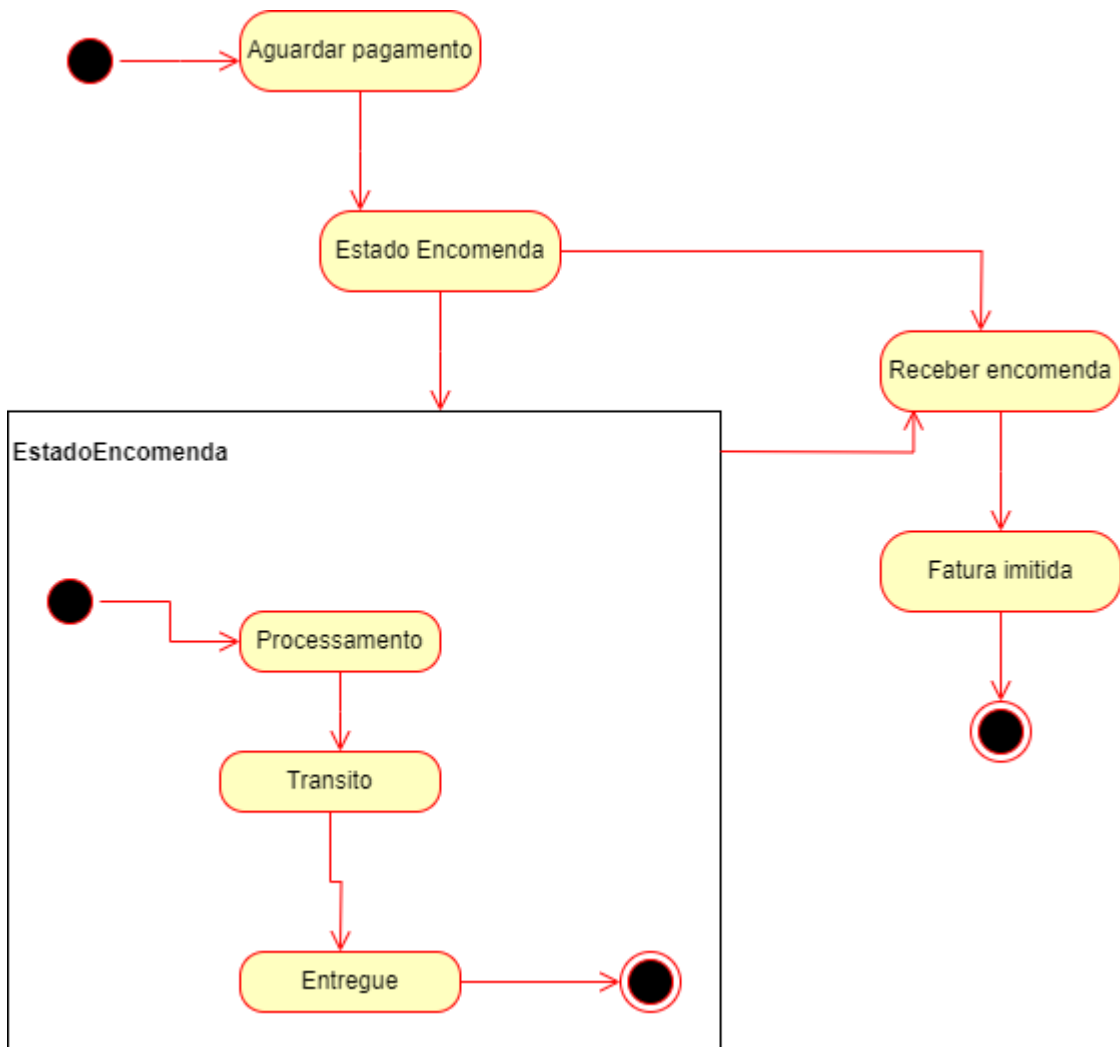 Aguardar pagamento
Estado Encomenda
Receber encomenda
EstadoEncomenda
Fatura imitida
Processamento
Transito
Entregue